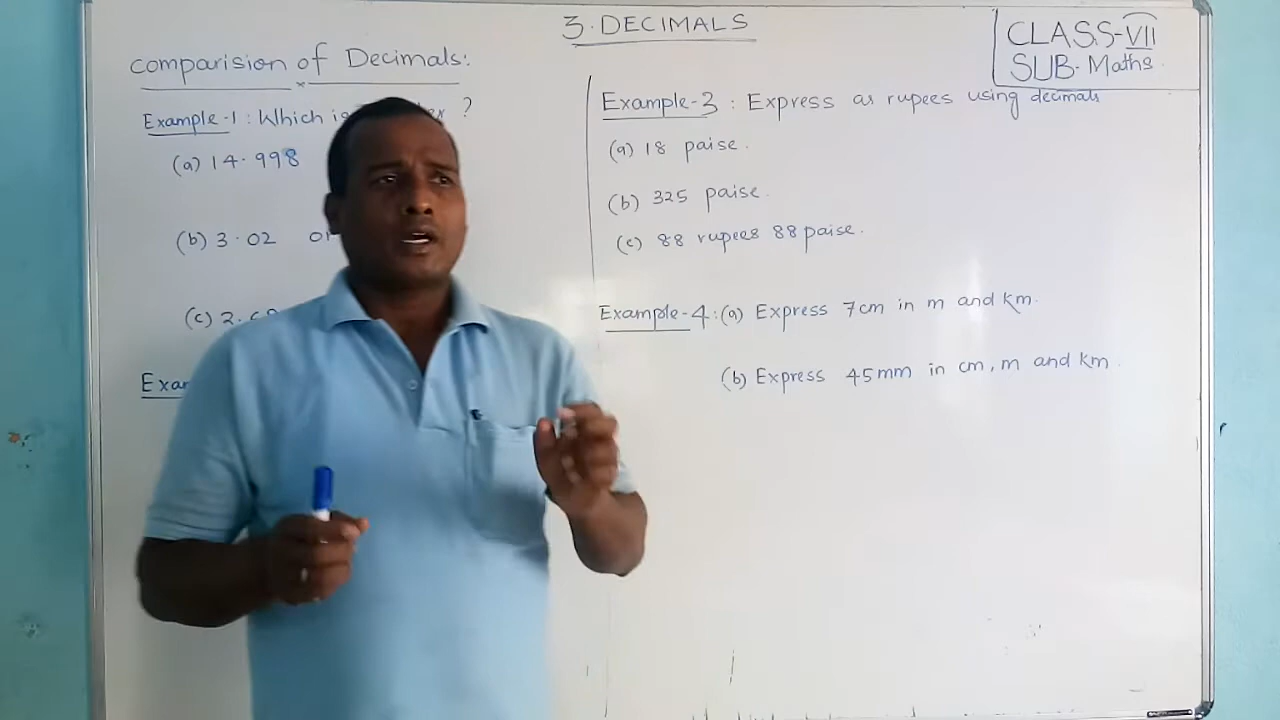 3. DECIMALS
CLASS-VII
SUB- Maths
comparision of Decimals:
Example-1: Which is ?
(a) 14.998
(b) 3.02
(c) 2.
Example-3: Express as rupees using decimals
(a) 18 paise.
(b) 325 paise.
(c) 88 rupees 88 paise.
Example-4: (a) Express 7cm in m and km.
(b) Express 45mm in cm, m and km.